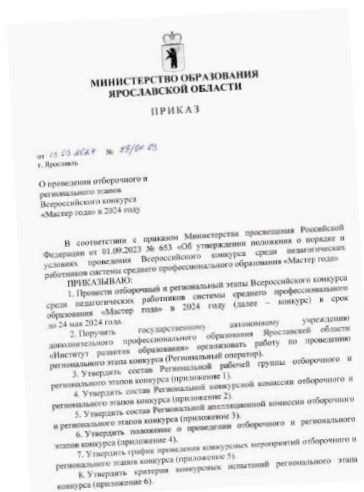 МИНИСТЕРСТВО ОБРАЗОВАНИЯ
ЯРОСЛАВСКОЙ ОБЛАСТИ
ПРИКАЗ
от 15.03.2024 №
г. Ярославль
О проведении отборочного и
регионального этапов
Всероссийского конкурса
«Мастер года» в 2024 году
В соответствии с приказом Министерства просвещения Российской
Федерации от 01.09.2023 № 653 «Об утверждении положения о порядке и
условиях проведения Всероссийского конкурса среди педагогических
работников системы среднего профессионального образования «Мастер года»
ПРИКАЗЫВАЮ:
1. Провести отборочный и региональный этапы Всероссийского конкурса
среди педагогических работников системы среднего профессионального
образования «Мастер года» в 2024 году (далее – конкурс) в срок
до 24 мая 2024 года.
2. Поручить государственному автономному учреждению
дополнительного профессионального образования Ярославской области
«Институт развития образования» организовать работу по проведению
регионального этапа конкурса (Региональный оператор).
3. Утвердить состав Региональной рабочей группы отборочного и
регионального этапов конкурса (приложение 1).
4. Утвердить состав Региональной конкурсной комиссии отборочного и
регионального этапов конкурса (приложение 2).
5. Утвердить состав Региональной апелляционной комиссии отборочного
и регионального этапов конкурса (приложение 3).
6. Утвердить положение о проведении отборочного и регионального
этапов конкурса (приложение 4).
7. Утвердить график проведения конкурсных мероприятий отборочного и
регионального этапов конкурса (приложение 5).
8. Утвердить критерии конкурсных испытаний регионального этапа
конкурса (приложение 6).